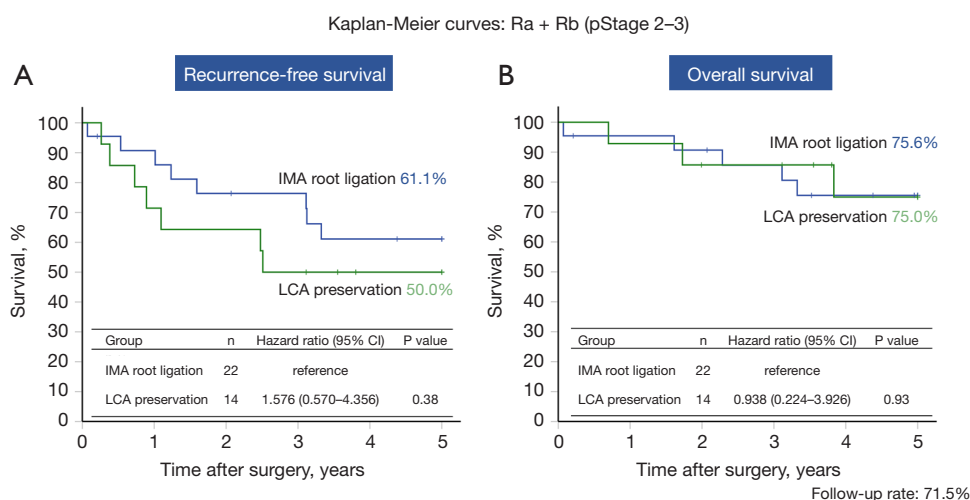 Kaplan-Meier curves: Ra + Rb (pStage 2–3)
A
Recurrence-free survival
Survival, %
100
90
80
70
60
50
40
30
20
10
0
IMA root ligation 61.1%
LCA preservation 50.0%
Group n Hazard ratio (95% CI) P value
IMA root ligation 22 reference
LCA preservation 14 1.576 (0.570–4.356) 0.38
0 1 2 3 4 5
Time after surgery, years
B
Overall survival
Survival, %
100
90
80
70
60
50
40
30
20
10
0
IMA root ligation 75.6%
LCA preservation 75.0%
Group n Hazard ratio (95% CI) P value
IMA root ligation 22 reference
LCA preservation 14 0.938 (0.224–3.926) 0.93
0 1 2 3 4 5
Time after surgery, years
Follow-up rate: 71.5%